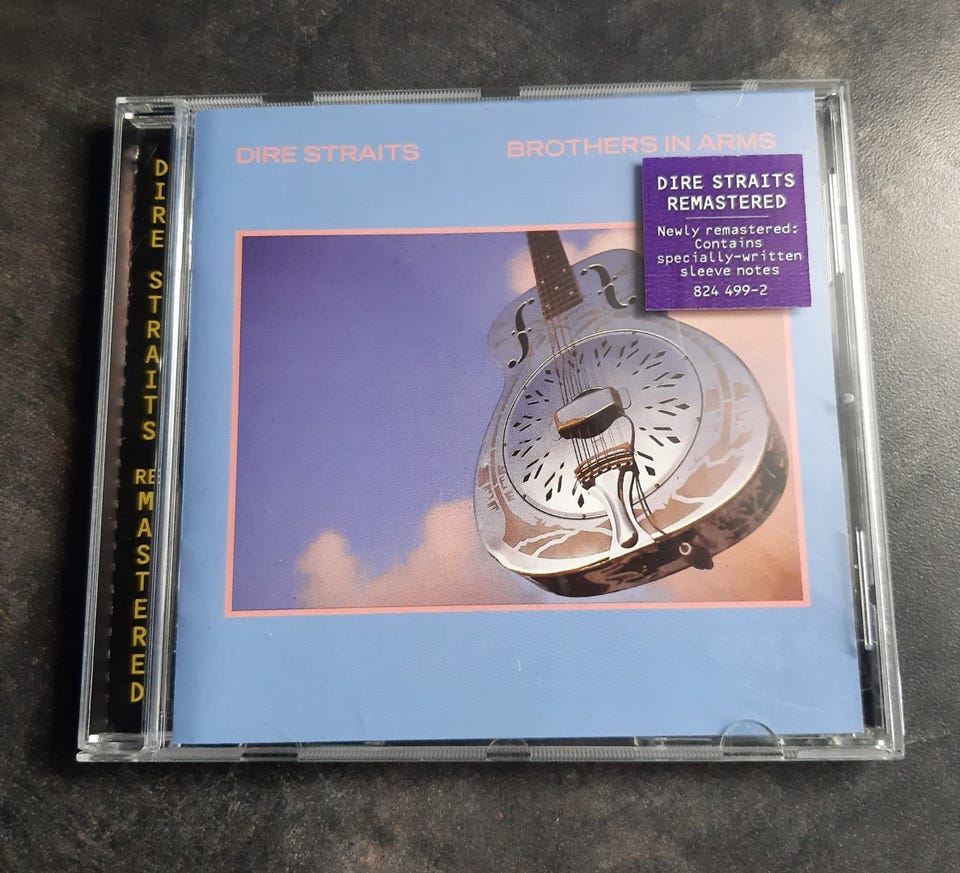 DIRE STRAITS REMASTERED
DIRE STRAITS
BROTHERS IN ARMS
DIRE STRAITS
REMASTERED
Newly remastered:
Contains
specially-written
sleeve notes
824 499-2